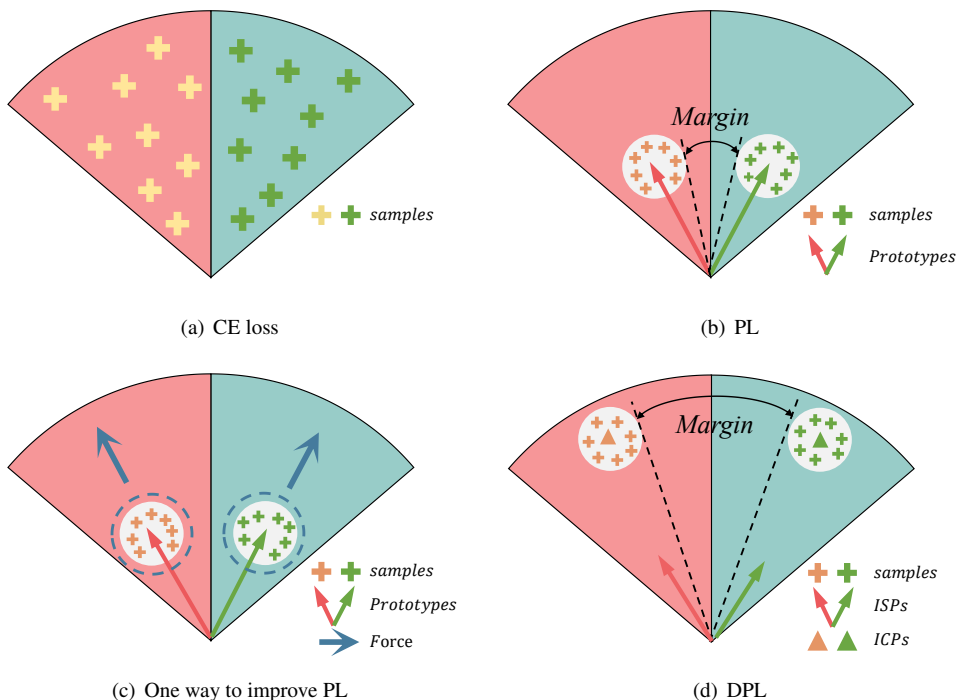 samples
(a) CE loss
Margin
samples
Prototypes
(b) PL
samples
Prototypes
Force
(c) One way to improve PL
Margin
samples
ISPs
ICPs
(d) DPL